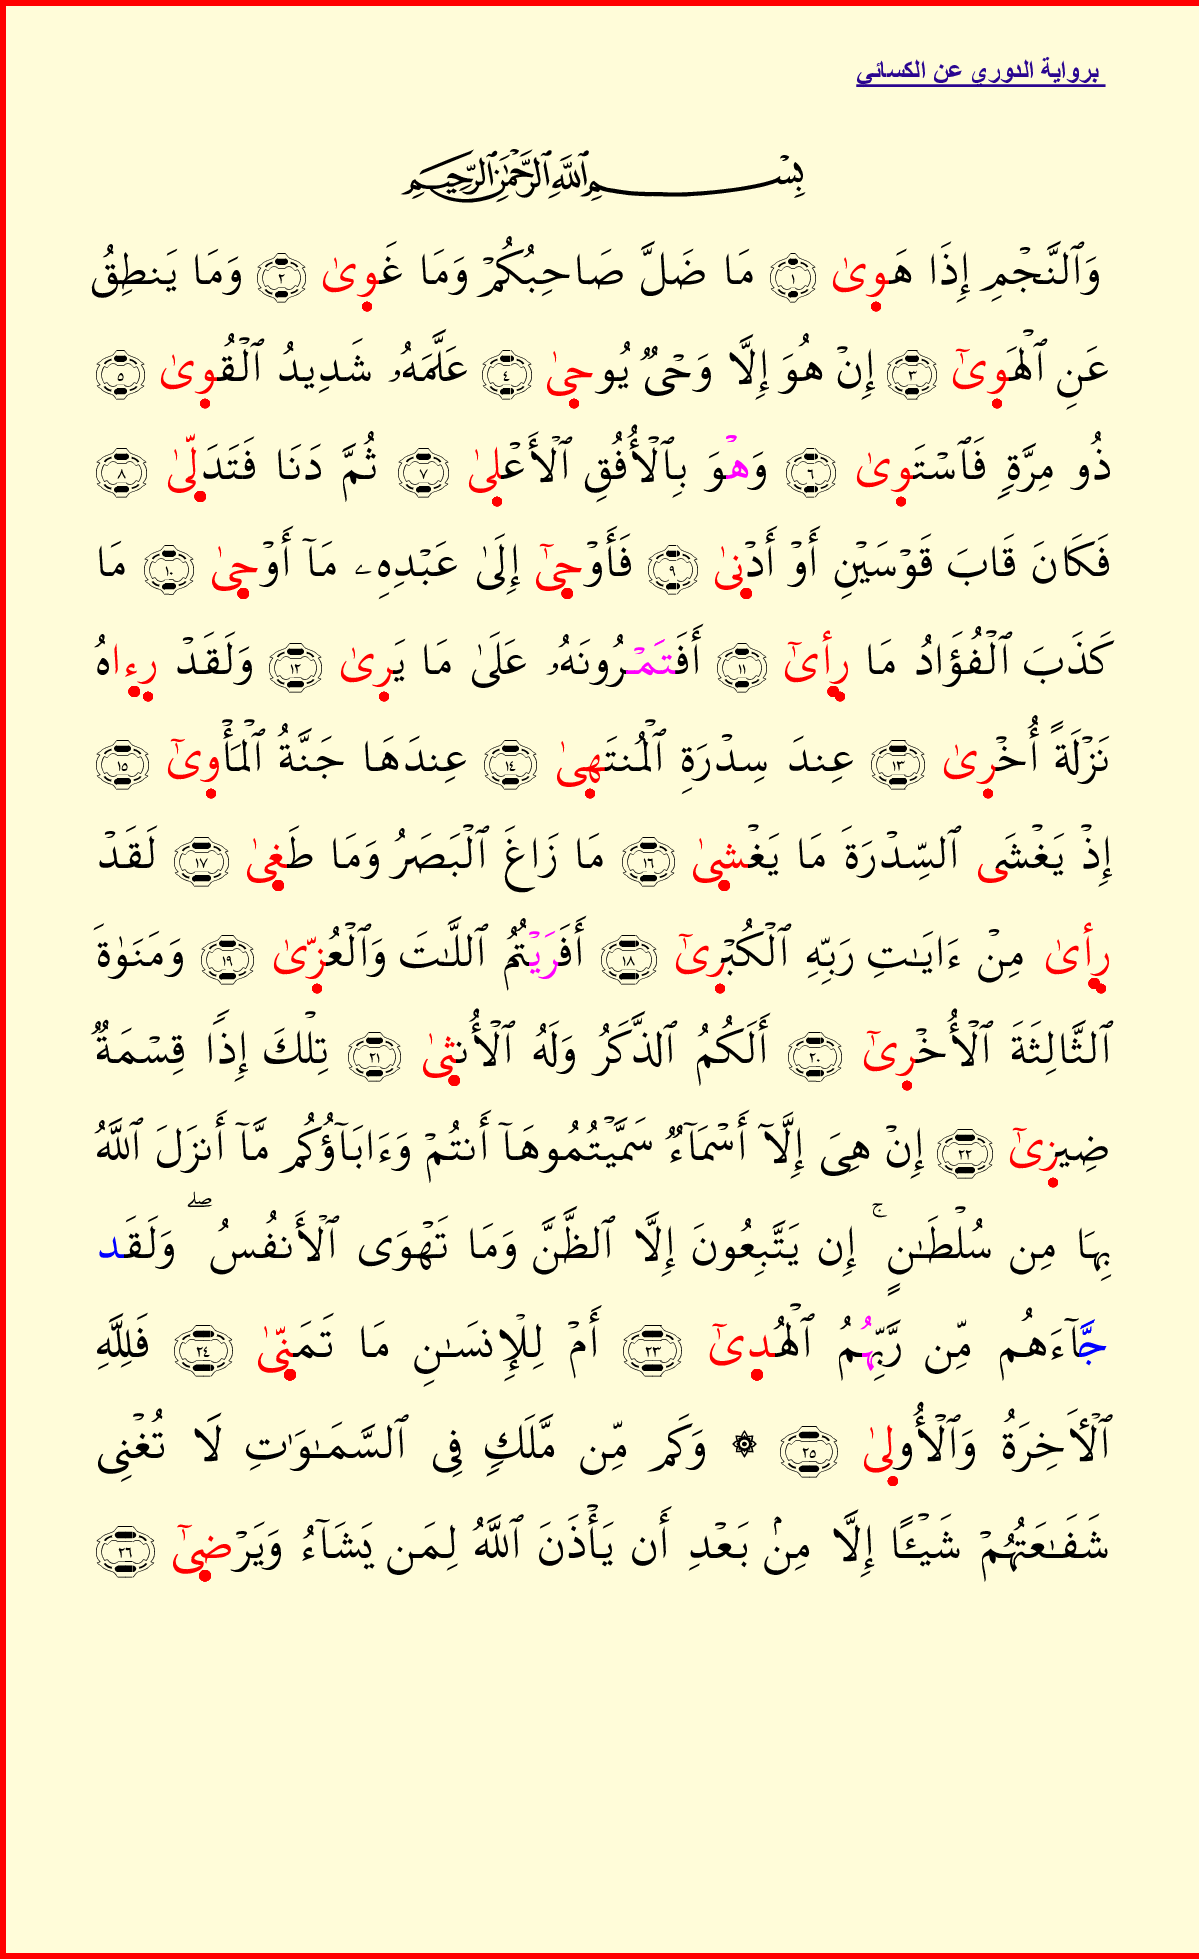 برواية الدوري عن الكسائي
بِسْمِ ٱللَّهِ ٱلرَّحْمَٰنِ ٱلرَّحِيمِ
وَٱلنَّجْمِ إِذَا هَوِىٰ ١ مَا ضَلَّ صَاحِبُكُمْ وَمَا غَوِىٰ ٢ وَمَا يَنطِقُ
عَنِ ٱلْهَوِىٰٓ ٣ إِنْ هُوَ إِلَّا وَحْىٌ يُوحِىٰ ٤ عَلَّمَهُۥ شَدِيدُ ٱلْقُوِىٰ ٥
ذُو مِرَّةٍ فَٱسْتَوِىٰ ٦ وَهْوَ بِٱلْأُفُقِ ٱلْأَعْلِىٰ ٧ ثُمَّ دَنَا فَتَدَلِّىٰ ٨
فَكَانَ قَابَ قَوْسَيْنِ أَوْ أَدْنِىٰ ٩ فَأَوْحِىٰٓ إِلَىٰ عَبْدِهِۦ مَآ أَوْحِىٰ ١٠ مَا
كَذَبَ ٱلْفُؤَادُ مَا رِأِىٰٓ ١١ أَفَتَمْرُونَهُۥ عَلَىٰ مَا يَرِىٰ ١٢ وَلَقَدْ رِءِاهُ
نَزْلَةً أُخْرِىٰ ١٣ عِندَ سِدْرَةِ ٱلْمُنتَهِىٰ ١٤ عِندَهَا جَنَّةُ ٱلْمَأْوِىٰٓ ١٥
إِذْ يَغْشَى ٱلسِّدْرَةَ مَا يَغْشِىٰ ١٦ مَا زَاغَ ٱلْبَصَرُ وَمَا طَغِىٰ ١٧ لَقَدْ
رِأِىٰ مِنْ ءَايَٰتِ رَبِّهِ ٱلْكُبْرِىٰٓ ١٨ أَفَرَيْتُمُ ٱللَّٰتَ وَٱلْعُزِّىٰ ١٩ وَمَنَوٰةَ
ٱلثَّالِثَةَ ٱلْأُخْرِىٰٓ ٢٠ أَلَكُمُ ٱلذَّكَرُ وَلَهُ ٱلْأُنثِىٰ ٢١ تِلْكَ إِذًا قِسْمَةٌ
ضِيزِىٰٓ ٢٢ إِنْ هِىَ إِلَّآ أَسْمَآءٌ سَمَّيْتُمُوهَآ أَنتُمْ وَءَابَآؤُكُم مَّآ أَنزَلَ ٱللَّهُ
بِهَا مِن سُلْطَٰنٍ ۚ إِن يَتَّبِعُونَ إِلَّا ٱلظَّنَّ وَمَا تَهْوَى ٱلْأَنفُسُ ۖ وَلَقَد
جَّآءَهُم مِّن رَّبِّهُمُ ٱلْهُدِىٰٓ ٢٣ أَمْ لِلْإِنسَٰنِ مَا تَمَنِّىٰ ٢٤ فَلِلَّهِ
ٱلْأَخِرَةُ وَٱلْأُولِىٰ ٢٥ ۞ وَكَم مِّن مَّلَكٍ فِى ٱلسَّمَٰوَٰتِ لَا تُغْنِى
شَفَٰعَتُهُمْ شَيْـًٔا إِلَّا مِنۢ بَعْدِ أَن يَأْذَنَ ٱللَّهُ لِمَن يَشَآءُ وَيَرْضِىٰٓ ٢٦